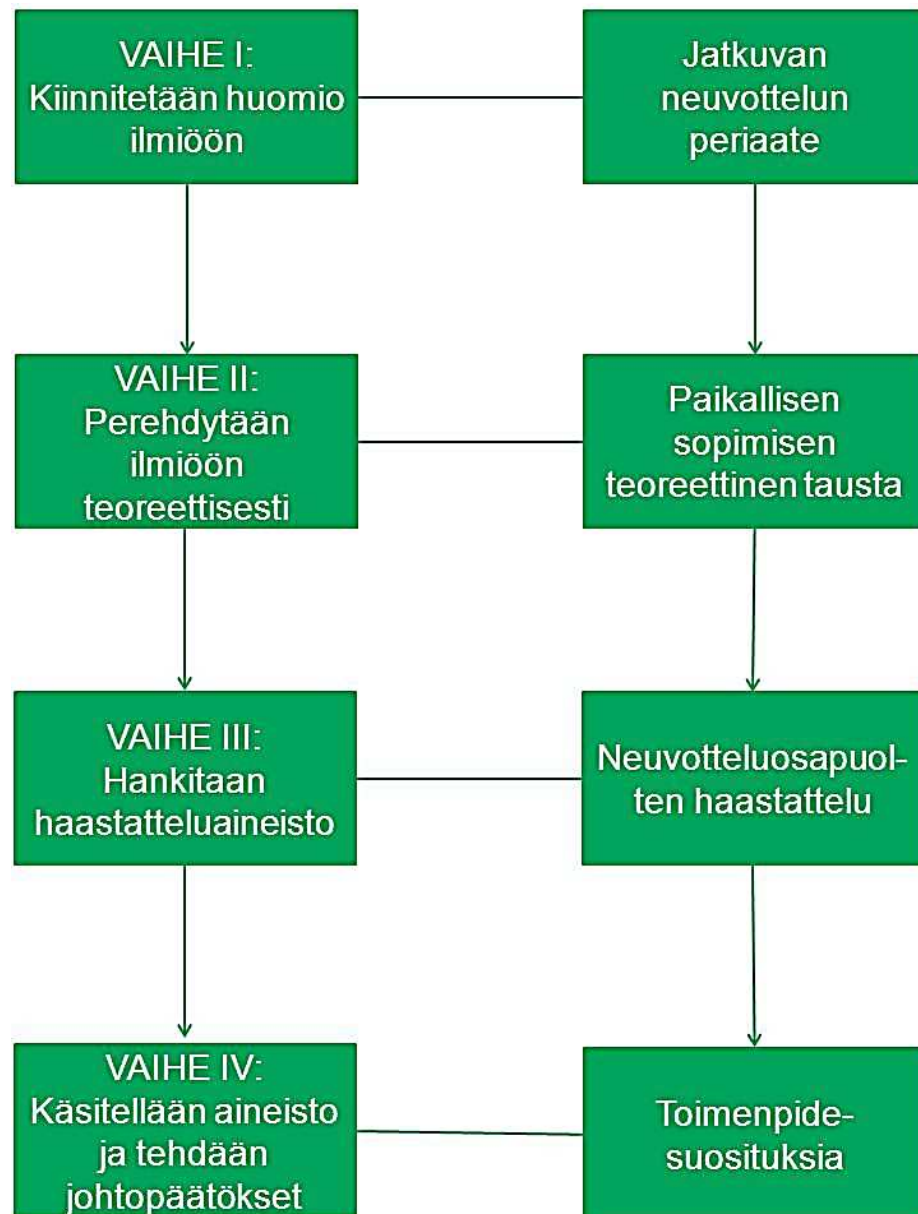 VAIHE I:
Kiinnitetään huomio
ilmiöön
Jatkuvan
neuvottelun
periaate
VAIHE II:
Perehdytään
ilmiöön
teoreettisesti
Paikallisen
sopimisen
teoreettinen tausta
VAIHE III:
Hankitaan
haastatteluaineisto
Neuvotteluosapuol-
ten haastattelu
VAIHE IV:
Käsitellään aineisto
ja tehdään
johtopäätökset
Toimenpide-
suosituksia